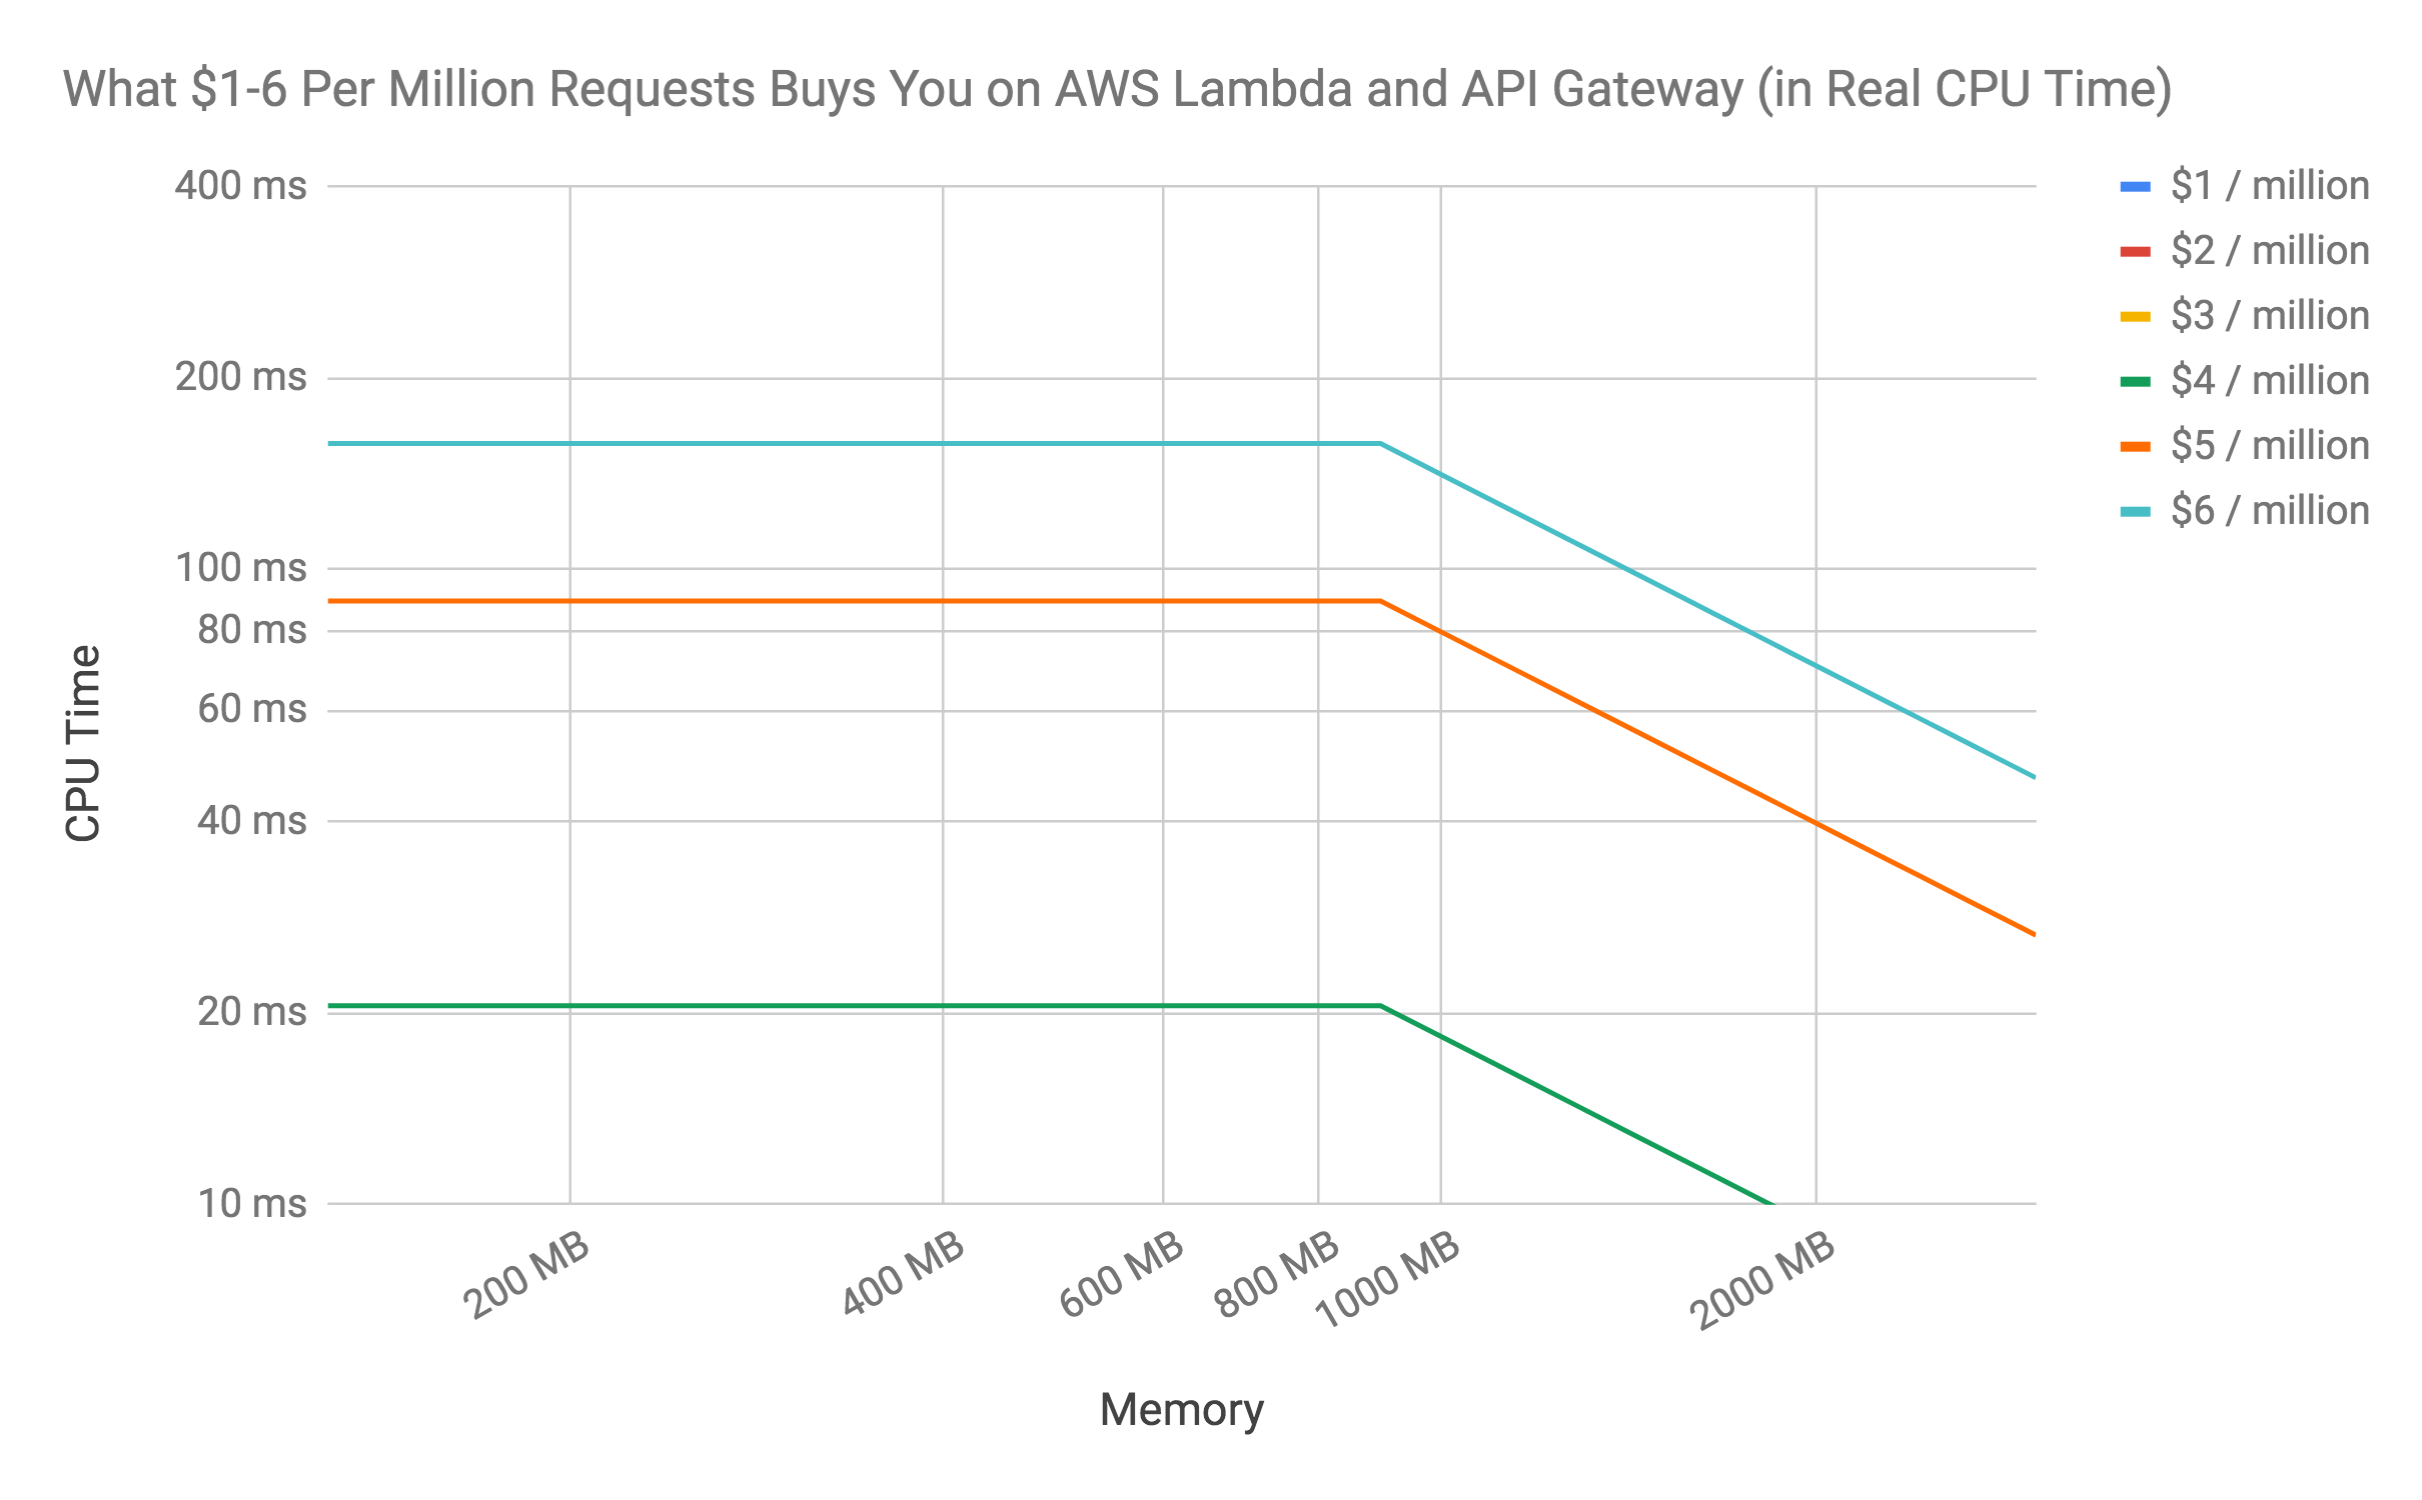 What $1-6 Per Million Requests Buys You on AWS Lambda and API Gateway (in Real CPU Time)
400 ms
200 ms
100 ms
80 ms
60 ms
40 ms
20 ms
10 ms
CPU Time
200 MB
400 MB
600 MB
800 MB
1000 MB
2000 MB
Memory
$1 / million
$2 / million
$3 / million
$4 / million
$5 / million
$6 / million